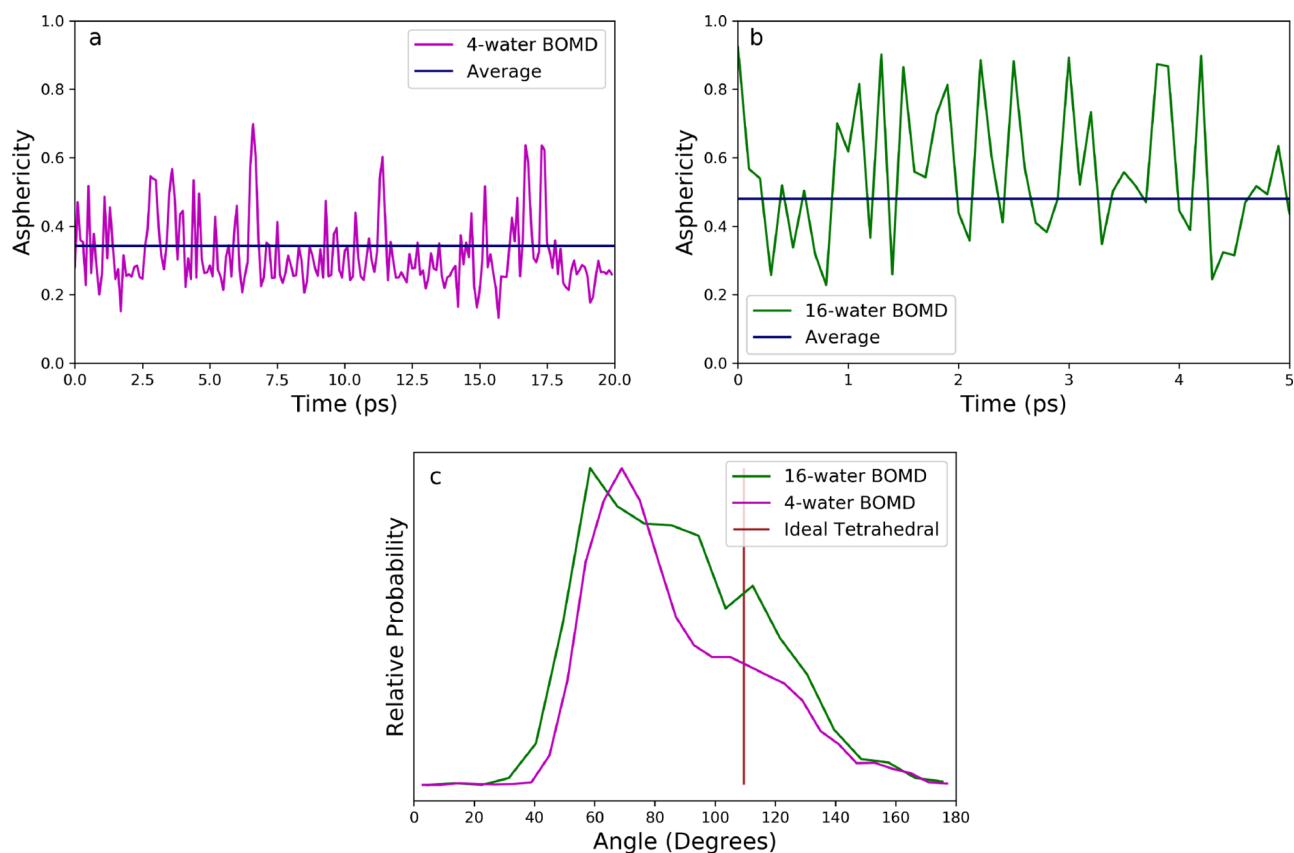 a
4-water BOMD
Average
Asphericity
1.0
0.8
0.6
0.4
0.2
0.0
0.0 2.5 5.0 7.5 10.0 12.5 15.0 17.5 20.0
Time (ps)
b
16-water BOMD
Average
Asphericity
1.0
0.8
0.6
0.4
0.2
0.0
0 1 2 3 4 5
Time (ps)
c
16-water BOMD
4-water BOMD
Ideal Tetrahedral
Relative Probability
0 20 40 60 80 100 120 140 160 180
Angle (Degrees)